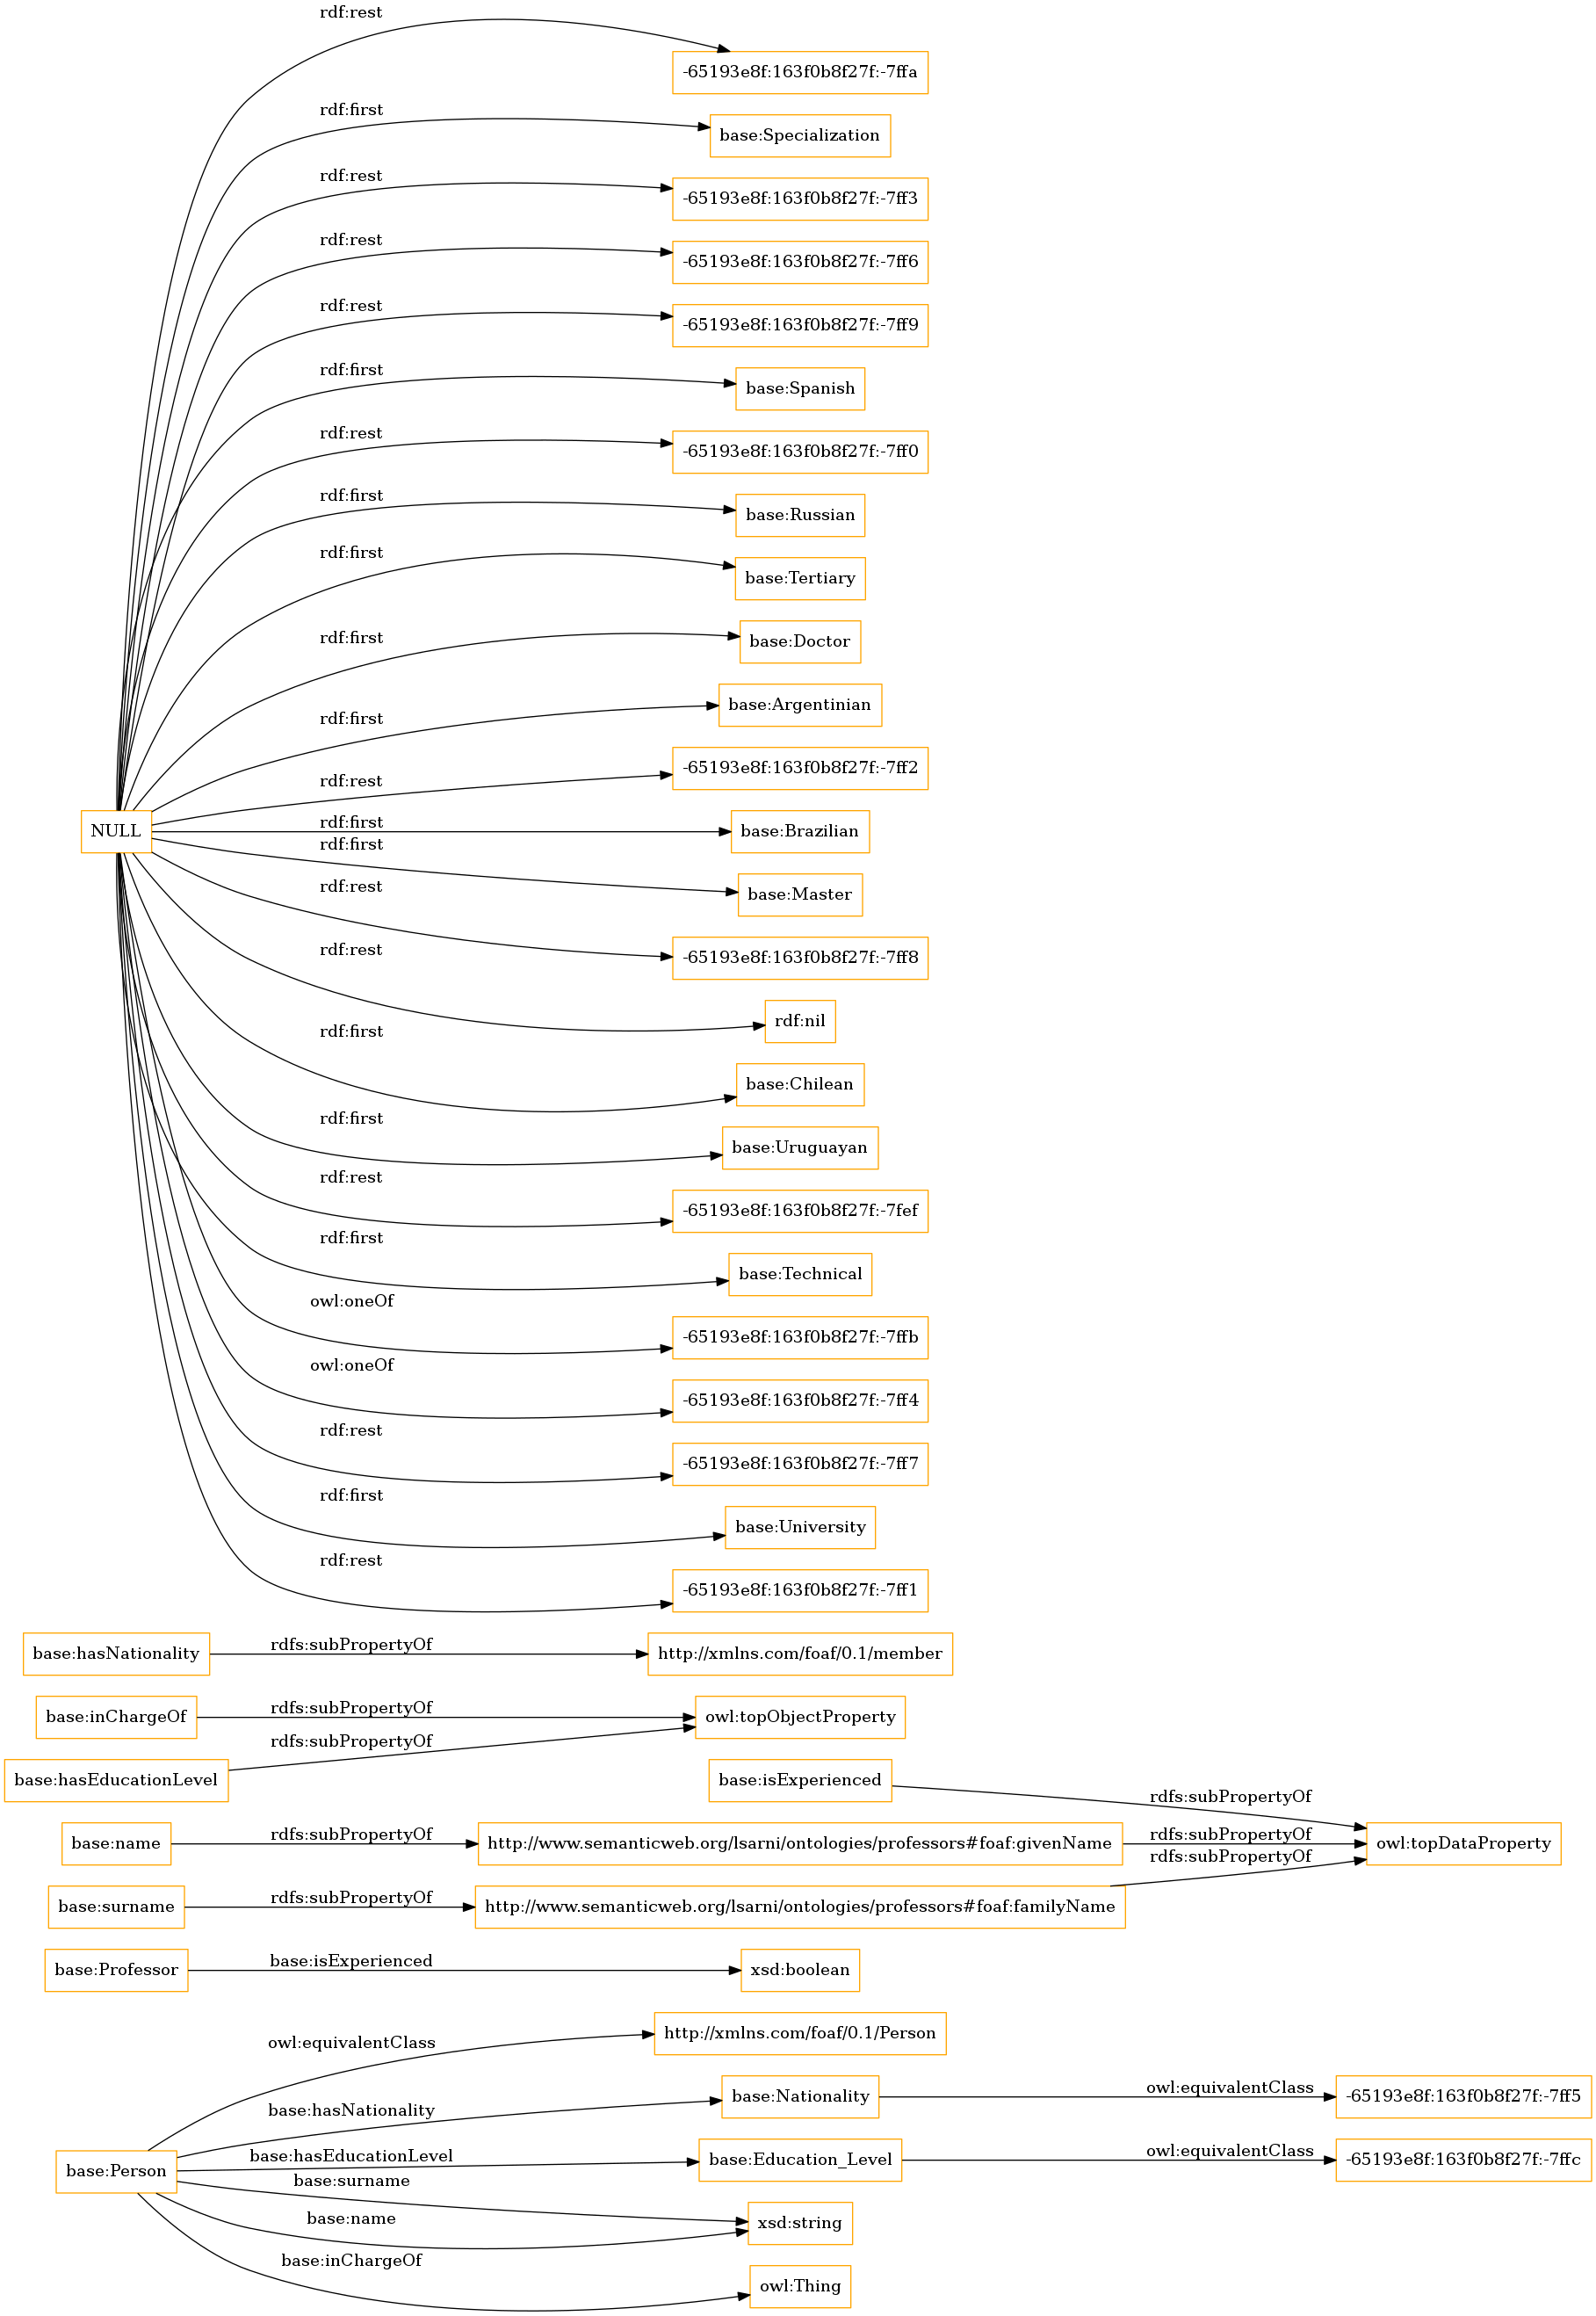 rdf:rest
-65193e8f:163f0b8f27f:-7ffa
rdf:first
base:Specialization
rdf:rest
-65193e8f:163f0b8f27f:-7ff3
rdf:rest
-65193e8f:163f0b8f27f:-7ff6
rdf:rest
-65193e8f:163f0b8f27f:-7ff9
rdf:first
base:Spanish
rdf:rest
-65193e8f:163f0b8f27f:-7ff0
rdf:first
base:Russian
rdf:first
base:Tertiary
rdf:first
base:Doctor
rdf:first
base:Argentinian
rdf:rest
-65193e8f:163f0b8f27f:-7ff2
NULL
rdf:first
base:Brazilian
rdf:first
base:Master
rdf:rest
-65193e8f:163f0b8f27f:-7ff8
rdf:rest
rdf:nil
rdf:first
base:Chilean
rdf:first
base:Uruguayan
rdf:rest
-65193e8f:163f0b8f27f:-7fef
rdf:first
base:Technical
owl:oneOf
-65193e8f:163f0b8f27f:-7ffb
owl:oneOf
-65193e8f:163f0b8f27f:-7ff4
rdf:rest
-65193e8f:163f0b8f27f:-7ff7
rdf:first
base:University
rdf:rest
-65193e8f:163f0b8f27f:-7ff1
base:hasNationality
rdfs:subPropertyOf
http://xmlns.com/foaf/0.1/member
base:inChargeOf
rdfs:subPropertyOf
owl:topObjectProperty
base:hasEducationLevel
rdfs:subPropertyOf
base:isExperienced
rdfs:subPropertyOf
base:name
rdfs:subPropertyOf
http://www.semanticweb.org/lsarni/ontologies/professors#foaf:givenName
rdfs:subPropertyOf
owl:topDataProperty
base:surname
rdfs:subPropertyOf
http://www.semanticweb.org/lsarni/ontologies/professors#foaf:familyName
rdfs:subPropertyOf
base:Professor
base:isExperienced
xsd:boolean
owl:equivalentClass
http://xmlns.com/foaf/0.1/Person
base:hasNationality
base:Nationality
owl:equivalentClass
-65193e8f:163f0b8f27f:-7ff5
base:Person
base:hasEducationLevel
base:Education_Level
owl:equivalentClass
-65193e8f:163f0b8f27f:-7ffc
base:surname
base:name
xsd:string
base:inChargeOf
owl:Thing